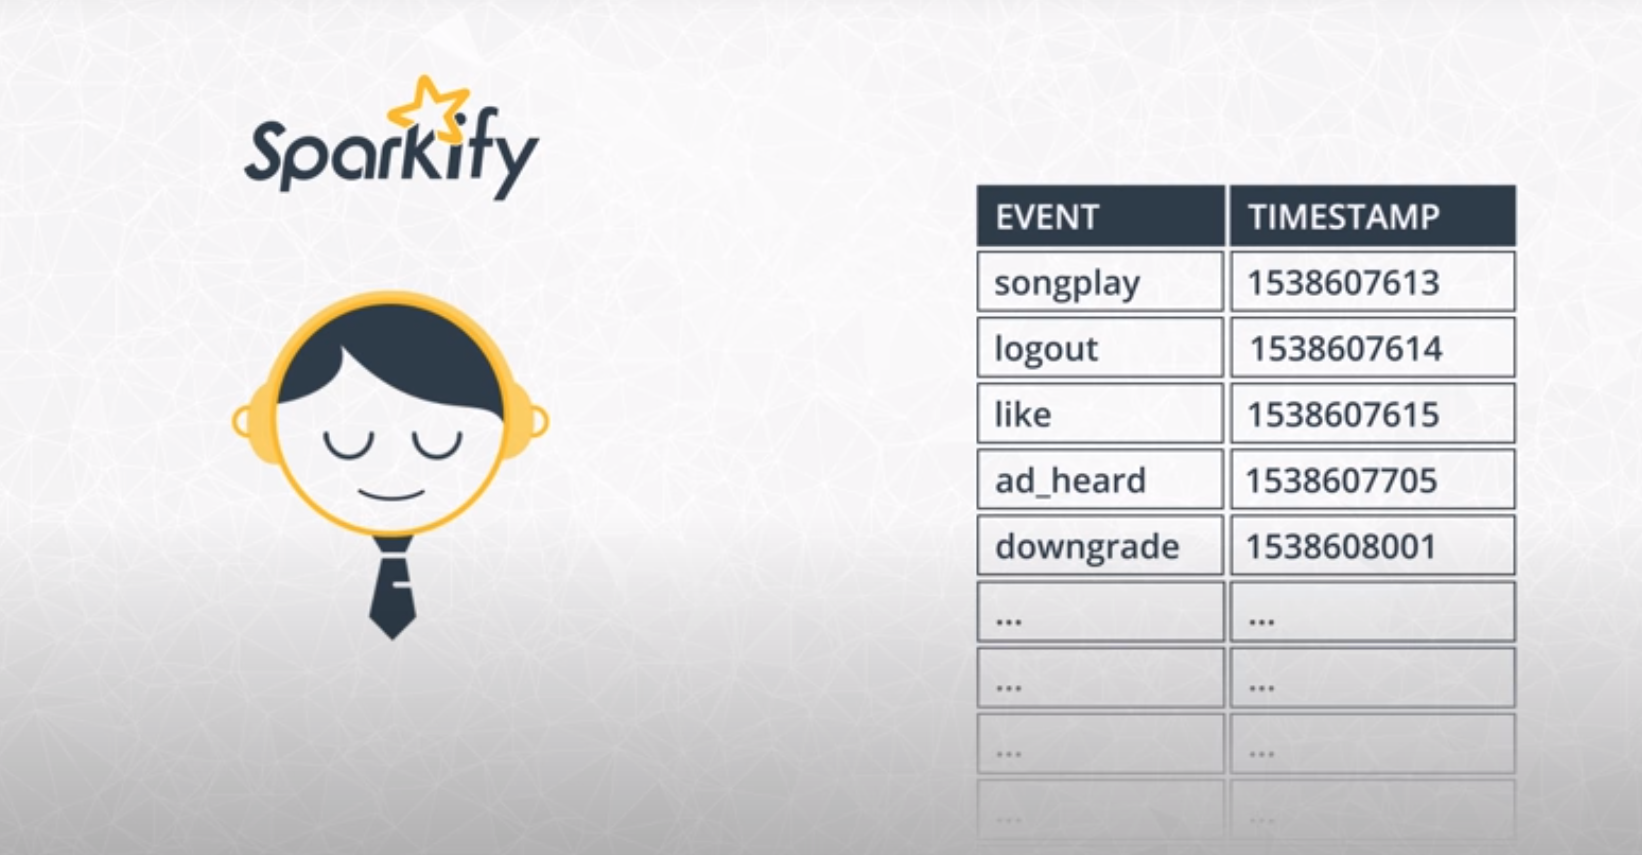 Sparkify
EVENT TIMESTAMP
songplay 1538607613
logout 1538607614
like 1538607615
ad_heard 1538607705
downgrade 1538608001
... ...
... ...
... ...
... ...